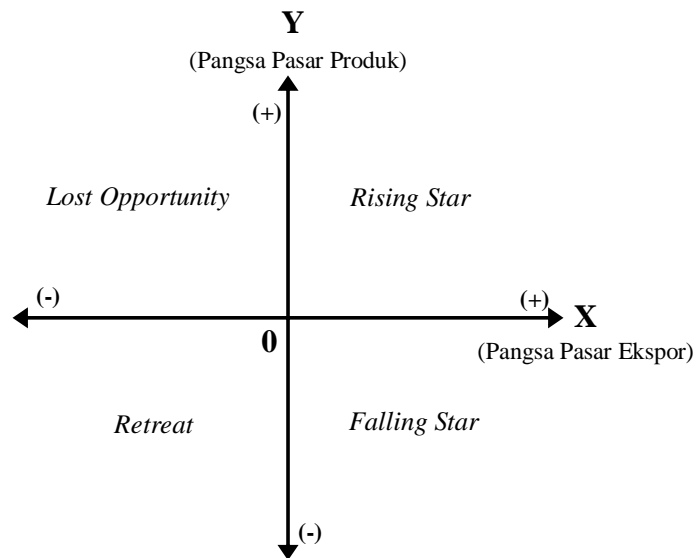 Y
(Pangsa Pasar Produk)
(+)
Lost Opportunity
Rising Star
(-)
(+)
X
0
(Pangsa Pasar Ekspor)
Retreat
Falling Star
(-)